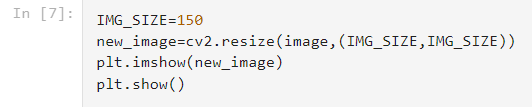 In [7]:
IMG_SIZE=150
new_image=cv2.resize(image,(IMG_SIZE,IMG_SIZE))
plt.imshow(new_image)
plt.show()